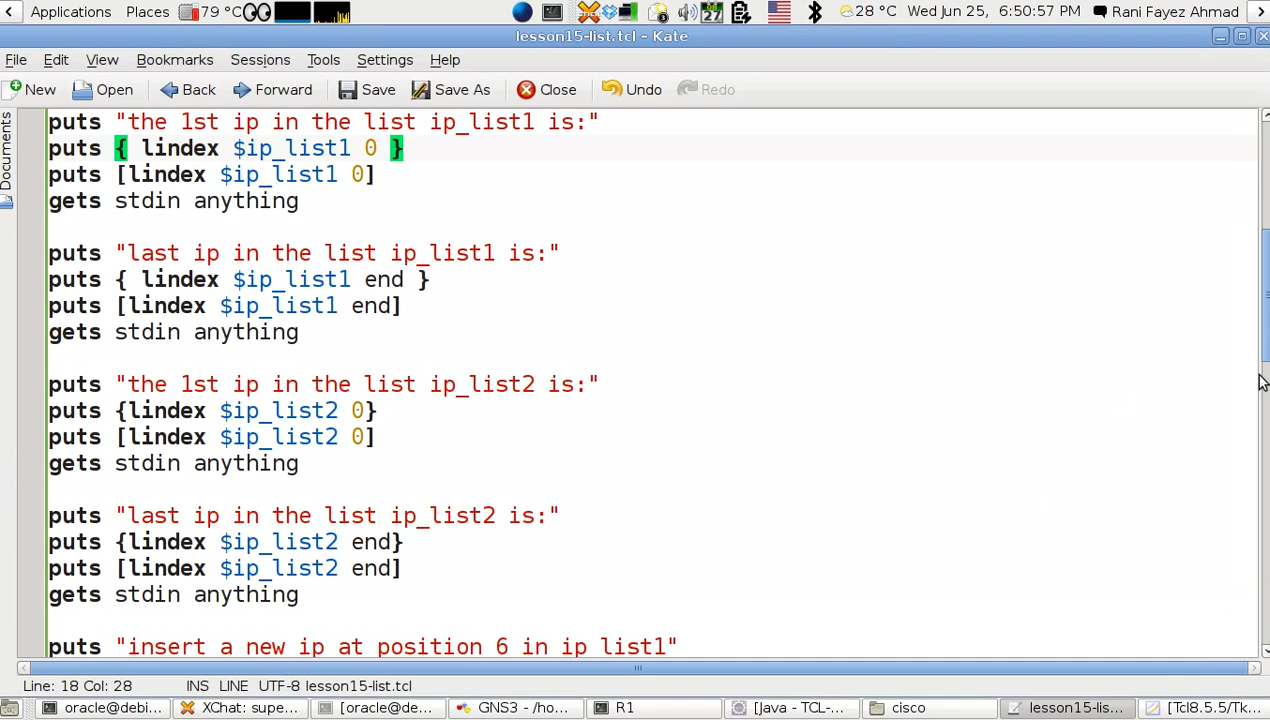 Applications Places 79 °C 27 28 °C Wed Jun 25, 6:50:57 PM Rani Fayez Ahmad
lesson15-list.tcl - Kate
File Edit View Bookmarks Sessions Tools Settings Help
New Open Back Forward Save Save As Close Undo Redo
Documents
puts "the 1st ip in the list ip_list1 is:"
puts { lindex $ip_list1 0 }
puts [lindex $ip_list1 0]
gets stdin anything
puts "last ip in the list ip_list1 is:"
puts { lindex $ip_list1 end }
puts [lindex $ip_list1 end]
gets stdin anything
puts "the 1st ip in the list ip_list2 is:"
puts {lindex $ip_list2 0}
puts [lindex $ip_list2 0]
gets stdin anything
puts "last ip in the list ip_list2 is:"
puts {lindex $ip_list2 end}
puts [lindex $ip_list2 end]
gets stdin anything
puts "insert a new ip at position 6 in ip_list1"
Line: 18 Col: 28 INS LINE UTF-8 lesson15-list.tcl
oracle@debi... XChat: supe... [oracle@de... GNS3 - /ho... R1 [Java - TCL-... cisco lesson15-lis... [Tcl8.5.5/Tk...